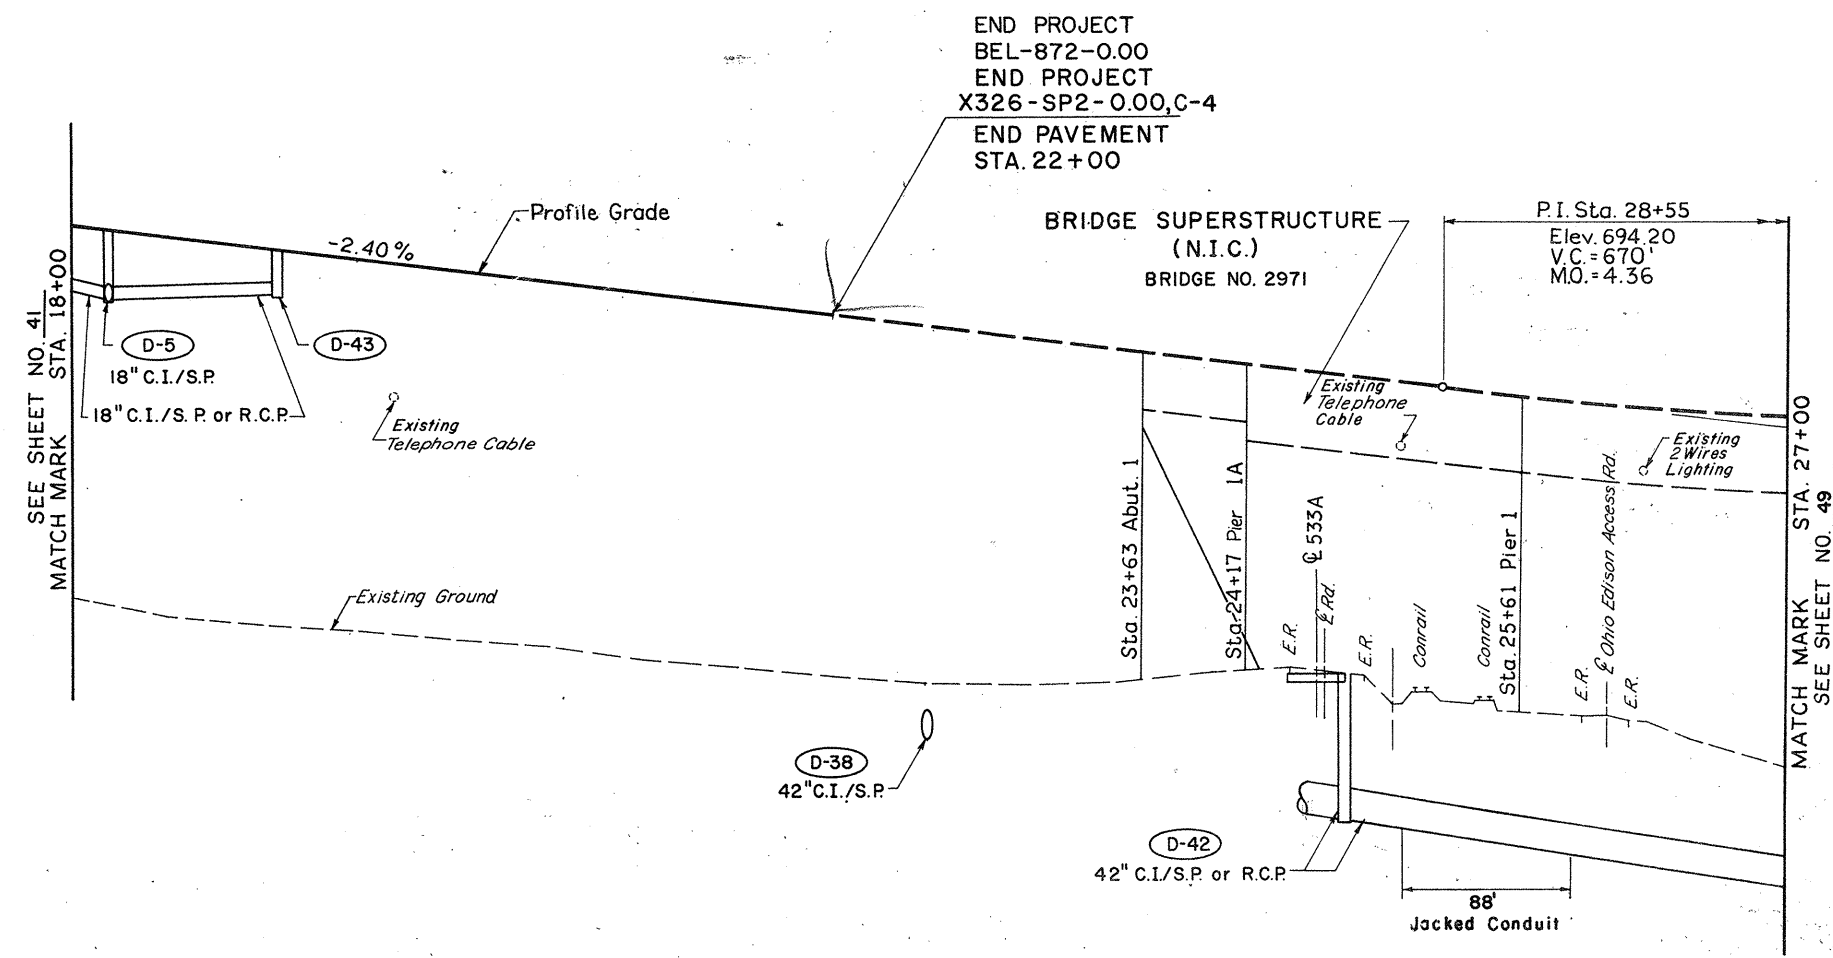 END PROJECT
BEL-872-0.00
END PROJECT
X326-SP2-0.00,C-4
END PAVEMENT
STA. 22+00
SEE SHEET NO. 41
MATCH MARK STA. 18+00
Profile Grade
-2.40%
D-5
18" C.I./S.P.
18" C.I./S.P. or R.C.P.
D-43
Existing
Telephone Cable
Existing Ground
D-38
42" C.I./S.P.
BRIDGE SUPERSTRUCTURE
(N.I.C.)
BRIDGE NO. 2971
P.I. Sta. 28+55
Elev. 694.20
V.C.=670'
M.O.=4.36
Existing
Telephone
Cable
Existing
2 Wires
Lighting
Sta. 23+63 Abut. 1
Sta. 24+17 Pier 1A
E.R.
℄ 533A
℄ Rd.
E.R.
Conrail
Conrail
Sta. 25+61 Pier 1
E.R.
℄ Ohio Edison Access Rd.
E.R.
D-42
42" C.I./S.P. or R.C.P.
88'
Jacked Conduit
MATCH MARK STA. 27+00
SEE SHEET NO. 49